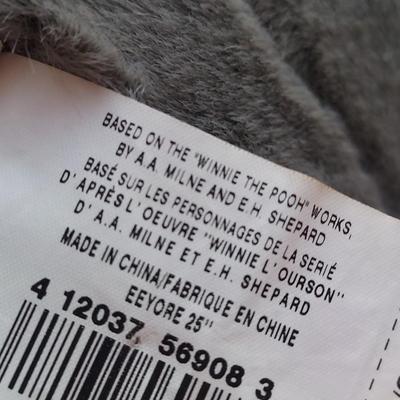 BASED ON THE "WINNIE THE POOH" WORKS,
BY A.A. MILNE AND E.H. SHEPARD
BASÉ SUR LES PERSONNAGES DE LA SERIÉ
D'APRÈS L'OEUVRE "WINNIE L'OURSON"
D'A.A. MILNE ET E.H. SHEPARD
MADE IN CHINA/FABRIQUE EN CHINE
EEYORE 25"
4 12037 56908 3